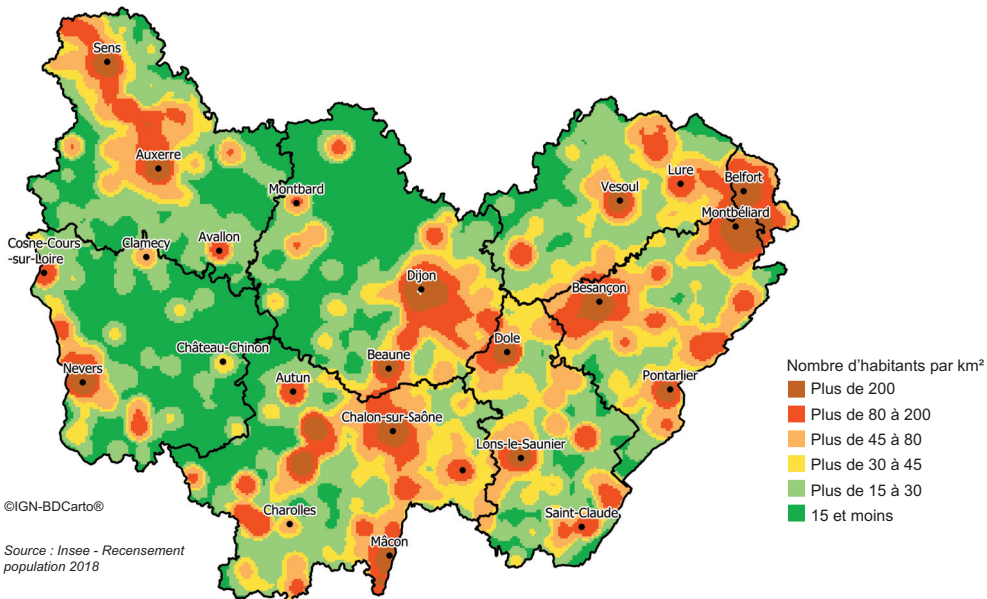 Sens
Auxerre
Montbard
Vesoul
Lure
Belfort
Montbéliard
Cosne-Cours
-sur-Loire
Clamecy
Avallon
Dijon
Besançon
Château-Chinon
Beaune
Dole
Nevers
Autun
Pontarlier
Chalon-sur-Saône
Lons-le-Saunier
Charolles
Saint-Claude
Mâcon
Nombre d'habitants par km²
Plus de 200
Plus de 80 à 200
Plus de 45 à 80
Plus de 30 à 45
Plus de 15 à 30
15 et moins
©IGN-BDCarto®
Source : Insee - Recensement
population 2018